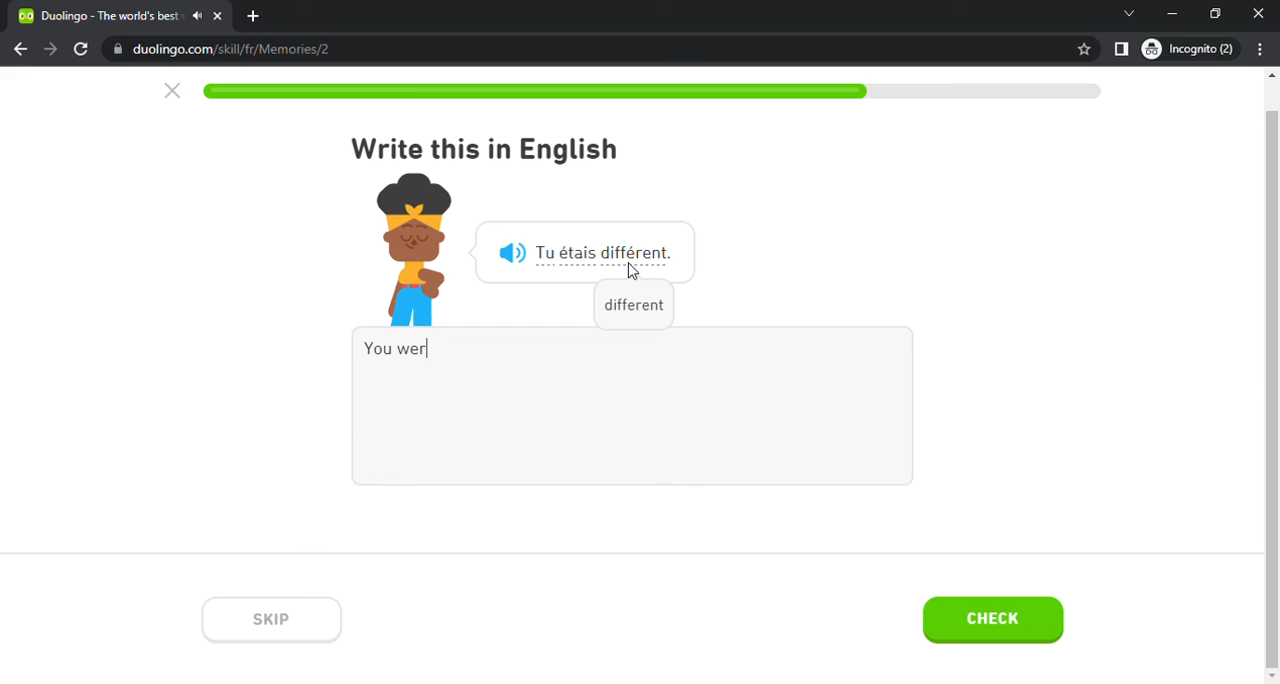 Duolingo - The world's best
duolingo.com/skill/fr/Memories/2
Incognito (2)
Write this in English
Tu étais différent.
different
You wer
SKIP
CHECK